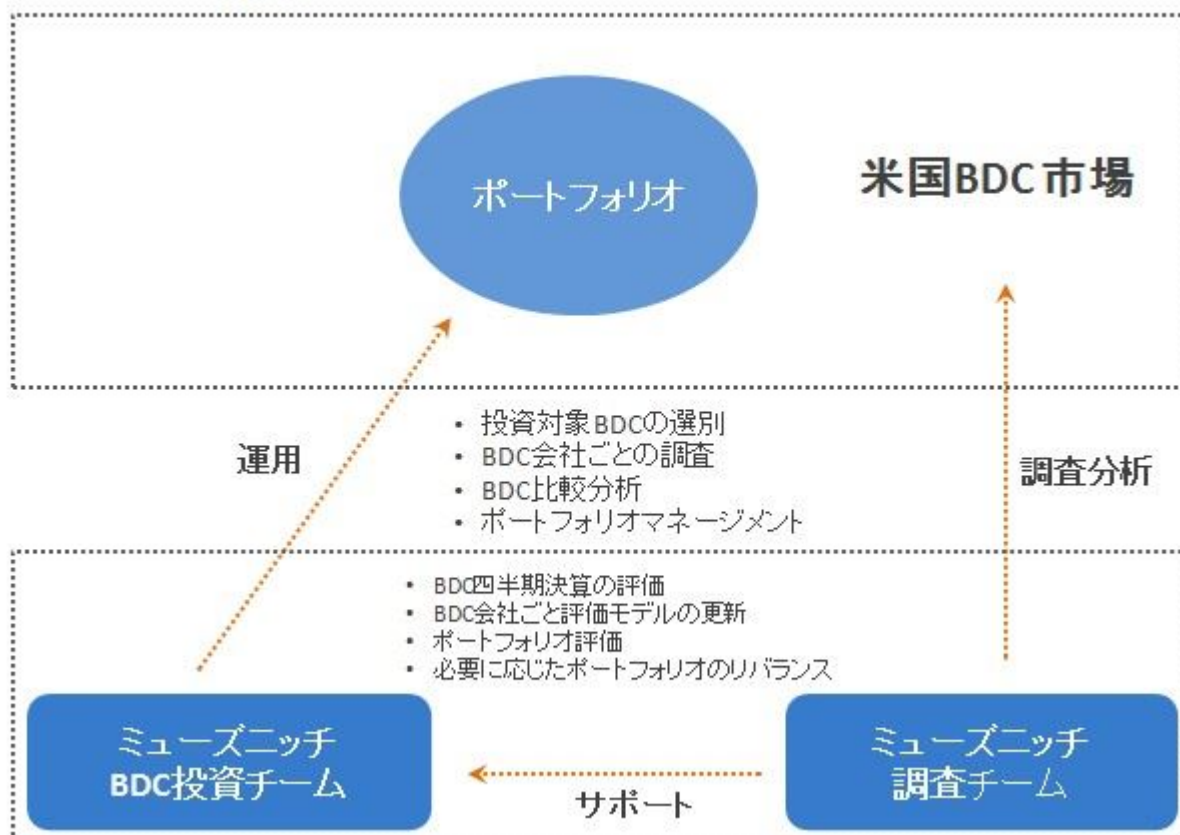 ポートフォリオ
米国BDC市場
運用
• 投資対象BDCの選別
• BDC会社ごとの調査
• BDC比較分析
• ポートフォリオマネージメント
調査分析
• BDC四半期決算の評価
• BDC会社ごと評価モデルの更新
• ポートフォリオ評価
• 必要に応じたポートフォリオのリバランス
ミューズニッチ
BDC投資チーム
サポート
ミューズニッチ
調査チーム